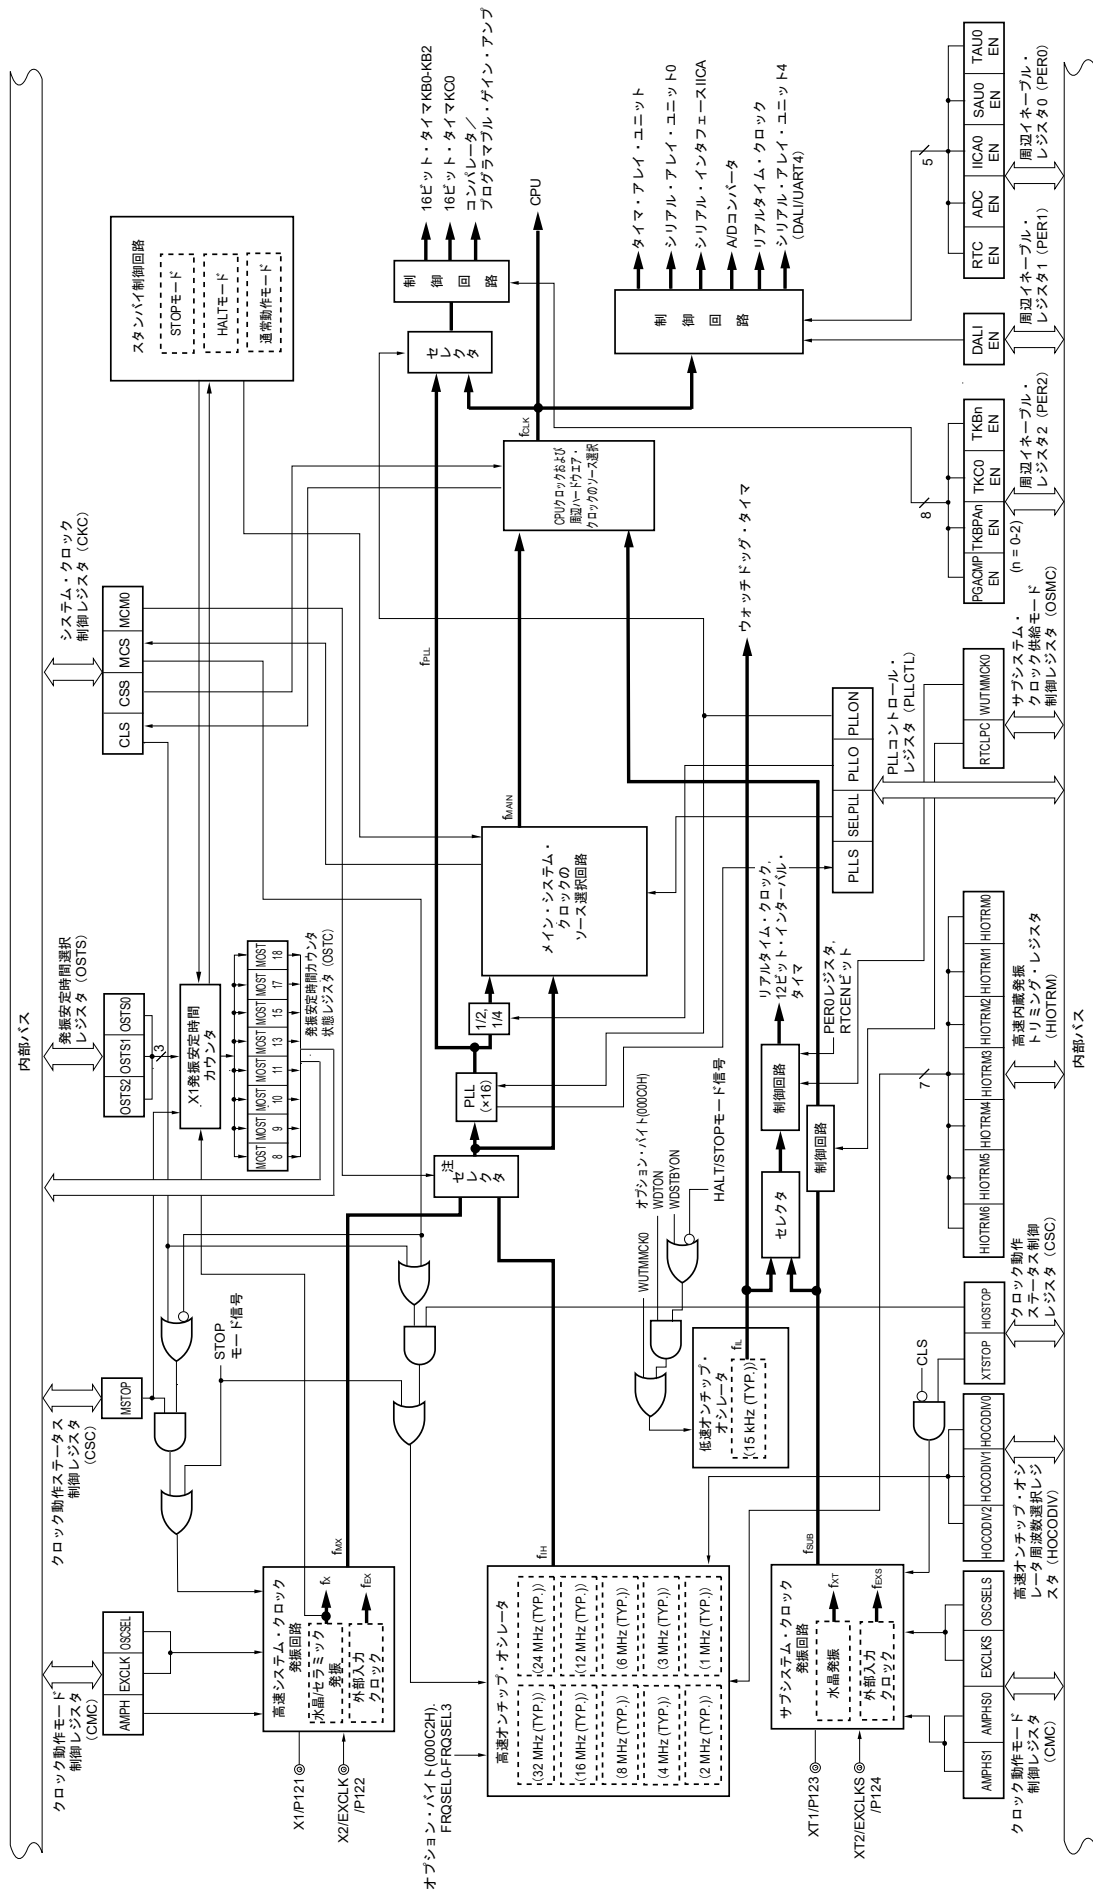 内部バス
クロック動作モード
制御レジスタ
(CMC)
AMPH
EXCLK
OSCSEL
クロック動作ステータス
制御レジスタ
(CSC)
MSTOP
発振安定時間選択
レジスタ (OSTS)
OSTS2
OSTS1
OSTS0
3
システム・クロック
制御レジスタ (CKC)
CLS
CSS
MCS
MCM0
スタンバイ制御回路
STOPモード
HALTモード
通常動作モード
X1発振安定時間
カウンタ
MOST
8
MOST
9
MOST
10
MOST
11
MOST
13
MOST
15
MOST
17
MOST
18
発振安定時間カウンタ
状態レジスタ (OSTC)
STOP
モード信号
X1/P121
X2/EXCLK
/P122
高速システム・クロック
発振回路
水晶/セラミック
発振
fX
外部入力
クロック
fEX
fMX
オプション・バイト(000C2H).
FRQSEL0-FRQSEL3
高速オンチップ・オシレータ
(32 MHz (TYP.))
(24 MHz (TYP.))
(16 MHz (TYP.))
(12 MHz (TYP.))
(8 MHz (TYP.))
(6 MHz (TYP.))
(4 MHz (TYP.))
(3 MHz (TYP.))
(2 MHz (TYP.))
(1 MHz (TYP.))
fIH
注
セレクタ
PLL
(×16)
1/2,
1/4
fPLL
メイン・システム・
クロックの
ソース選択回路
fMAIN
CPUクロックおよび
周辺ハードウエア・
クロックのソース選択
fCLK
セレクタ
制御回路
16ビット・タイマKB0-KB2
16ビット・タイマKC0
コンパレータ/
プログラマブル・ゲイン・アンプ
CPU
制御回路
タイマ・アレイ・ユニット
シリアル・アレイ・ユニット0
シリアル・インタフェースIICA
A/Dコンバータ
リアルタイム・クロック
シリアル・アレイ・ユニット4
(DALI/UART4)
WUTMMCK0
オプション・バイト(000C0H)
WDTON
WDSTBYON
HALT/STOPモード信号
低速オンチップ・
オシレータ
(15 kHz (TYP.))
fIL
ウォッチドッグ・タイマ
セレクタ
制御回路
リアルタイム・クロック,
12ビット・インターバル・
タイマ
PER0レジスタ,
RTCENビット
制御回路
XT1/P123
XT2/EXCLKS
/P124
サブシステム・クロック
発振回路
水晶発振
fXT
外部入力
クロック
fEXS
fSUB
CLS
AMPHS1
AMPHS0
EXCLKS
OSCSELS
クロック動作モード
制御レジスタ
(CMC)
HOCODIV2
HOCODIV1
HOCODIV0
高速オンチップ・オシ
レータ周波数選択レジ
スタ (HOCODIV)
XTSTOP
HIOSTOP
クロック動作
ステータス制御
レジスタ (CSC)
7
HIOTRM6
HIOTRM5
HIOTRM4
HIOTRM3
HIOTRM2
HIOTRM1
HIOTRM0
高速内蔵発振
トリミング・レジスタ
(HIOTRM)
PLLS
SELPLL
PLLO
PLLON
PLLコントロール・
レジスタ (PLLCTL)
RTCLPC
WUTMMCK0
サブシステム・
クロック供給モード
制御レジスタ (OSMC)
8
PGACMP
EN
TKBPAn
EN
TKC0
EN
TKBn
EN
(n = 0-2)
周辺イネーブル・
レジスタ2 (PER2)
DALI
EN
周辺イネーブル・
レジスタ1 (PER1)
5
RTC
EN
ADC
EN
IICA0
EN
SAU0
EN
TAU0
EN
周辺イネーブル・
レジスタ0 (PER0)
内部バス